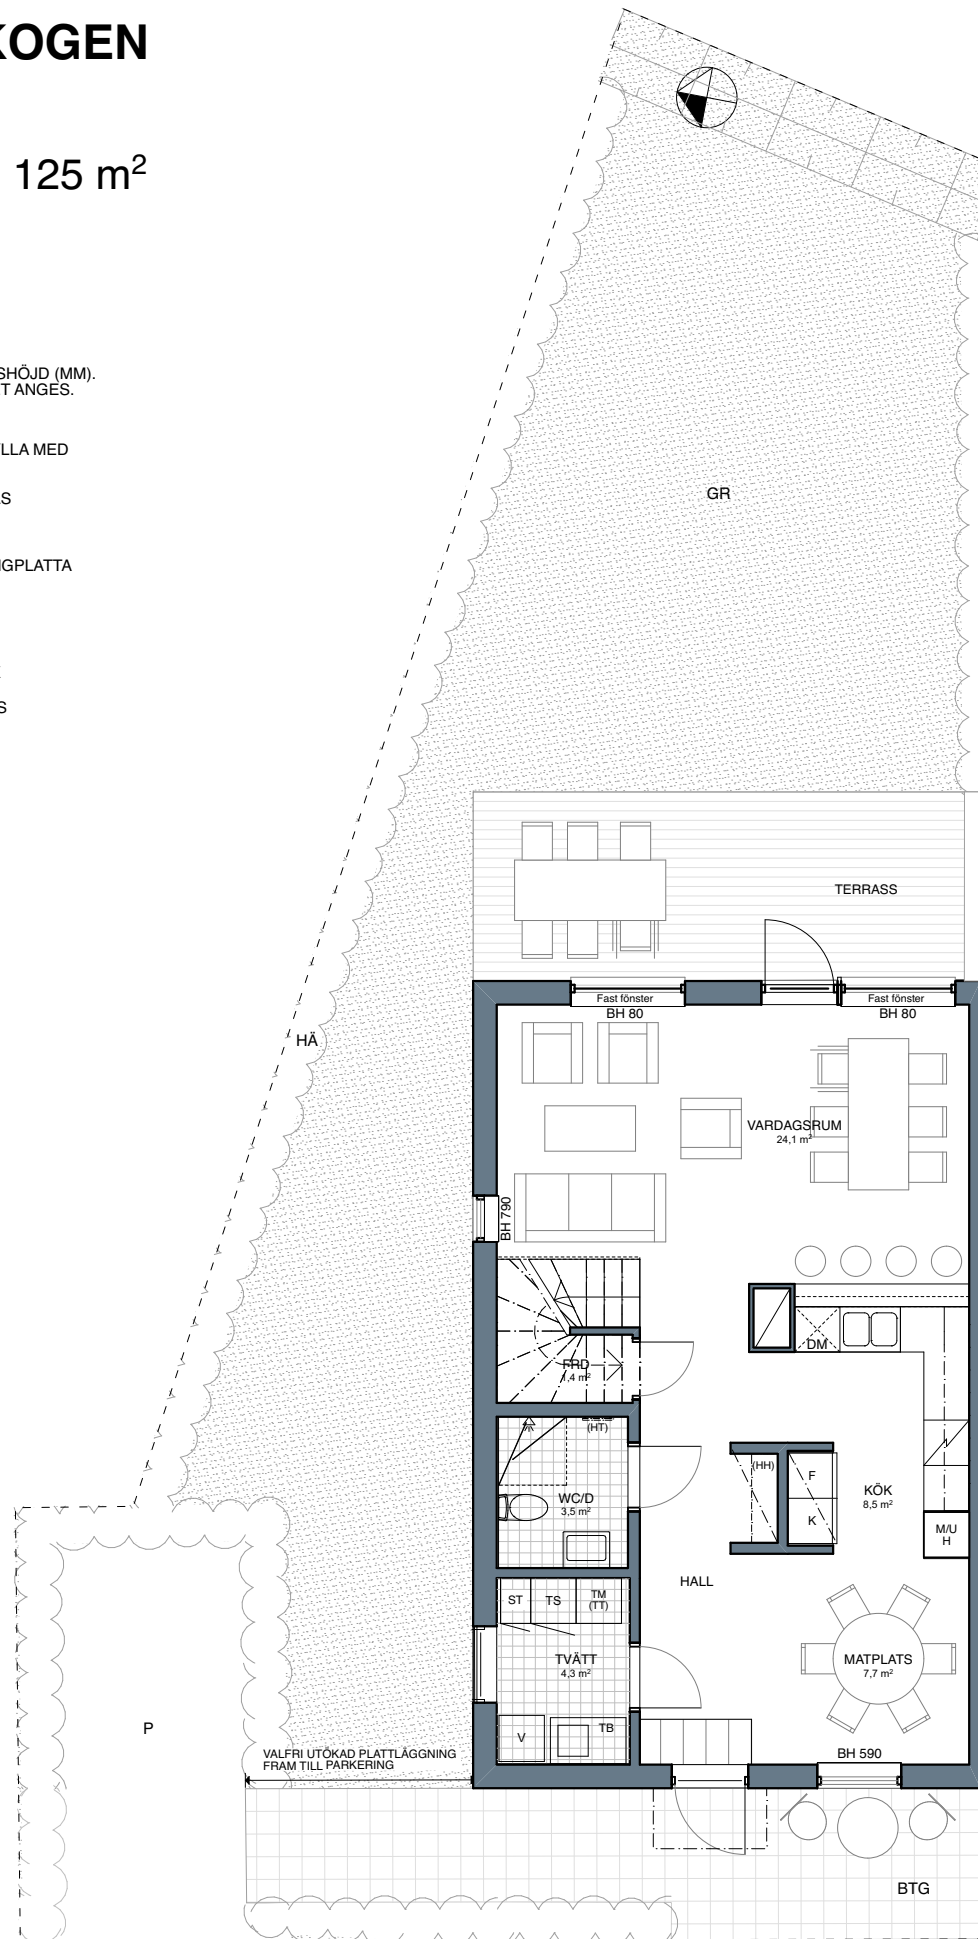 KOGEN
125 m²
SHÖJD (MM).
T ANGES.
LLA MED
S
GPLATTA
S
GR
TERRASS
Fast fönster
BH 80
Fast fönster
BH 80
HÄ
VARDAGSRUM
24,1 m²
BH 790
DM
FRD
1,4 m²
(HT)
(HH)
F
K
KÖK
8,5 m²
WC/D
3,5 m²
M/U
H
HALL
ST
TS
TM
(TT)
TVÄTT
4,3 m²
MATPLATS
7,7 m²
P
V
TB
VALFRI UTÖKAD PLATTLÄGGNING
FRAM TILL PARKERING
BH 590
BTG